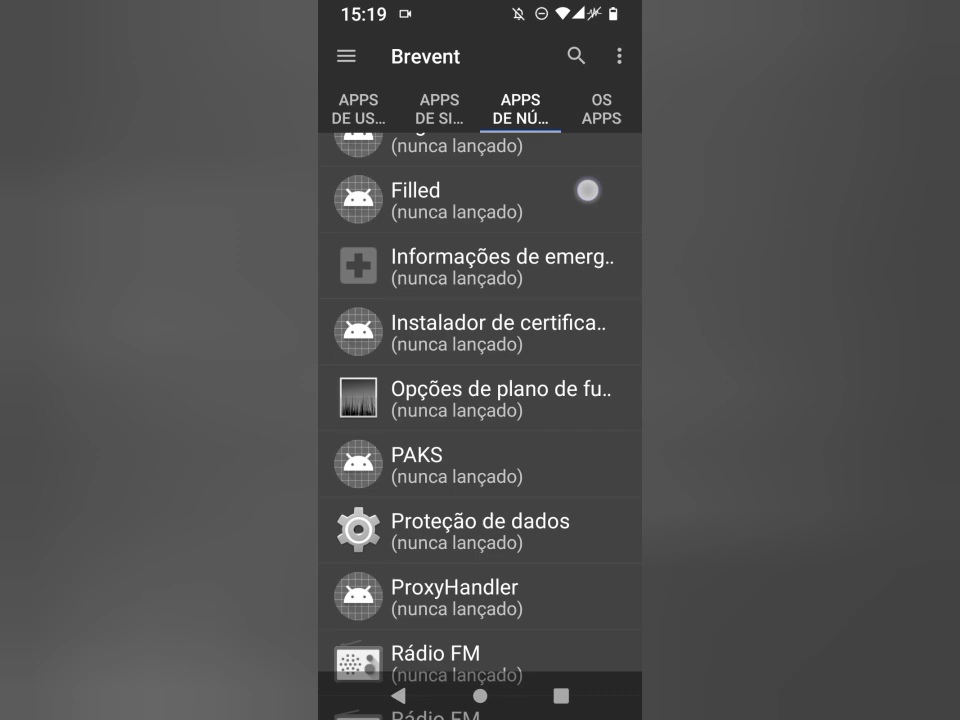 15:19
Brevent
APPS
DE US...
APPS
DE SI...
APPS
DE NÚ...
OS
APPS
(nunca lançado)
Filled
(nunca lançado)
Informações de emerg..
(nunca lançado)
Instalador de certifica..
(nunca lançado)
Opções de plano de fu..
(nunca lançado)
PAKS
(nunca lançado)
Proteção de dados
(nunca lançado)
ProxyHandler
(nunca lançado)
Rádio FM
(nunca lançado)
Rádio FM